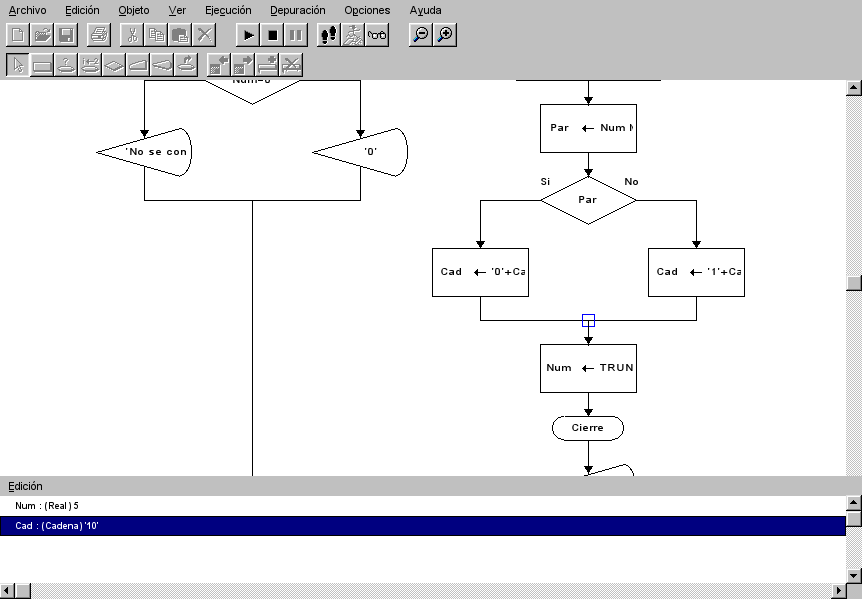 Archivo Edición Objeto Ver Ejecución Depuración Opciones Ayuda
Num=0
'No se con
'0'
Par ← Num M
Si
No
Par
Cad ← '0'+Ca
Cad ← '1'+Ca
Num ← TRUN
Cierre
Edición
Num : (Real) 5
Cad : (Cadena) '10'